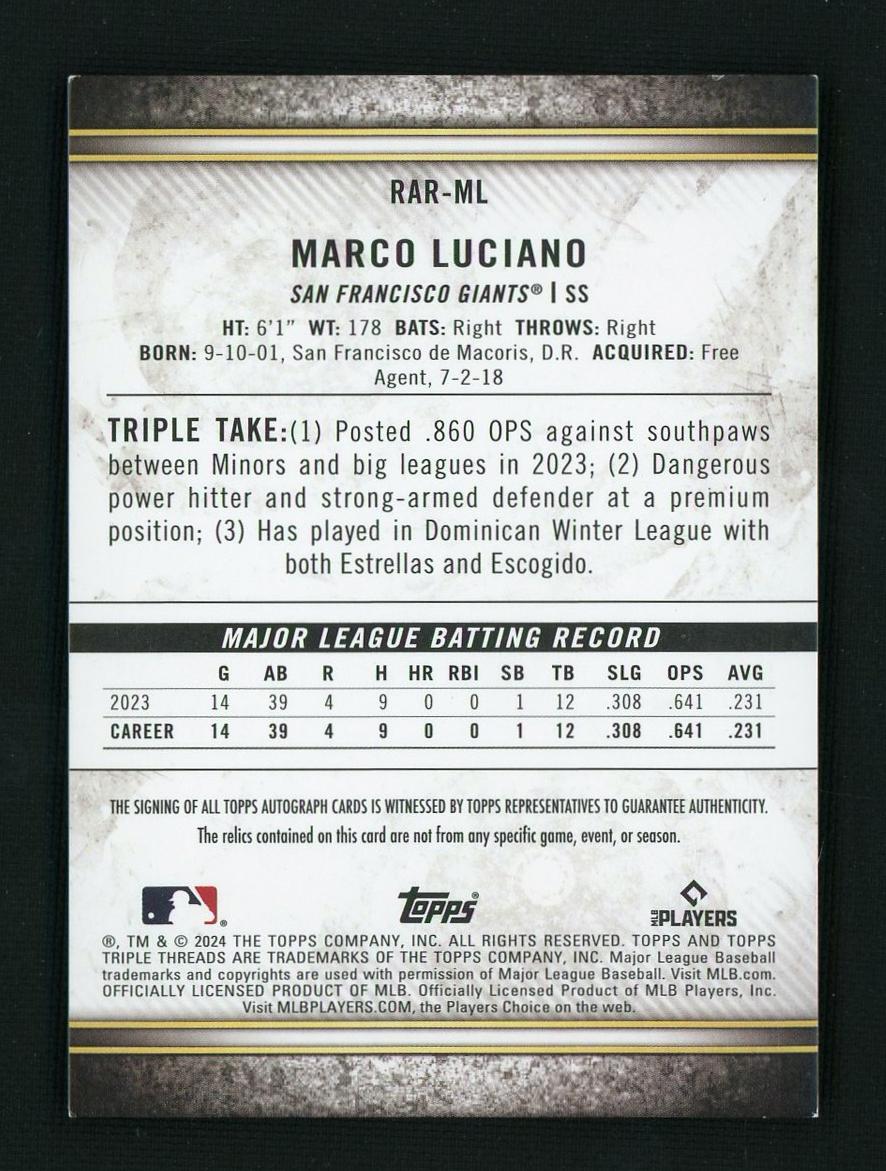 RAR-ML
MARCO LUCIANO
SAN FRANCISCO GIANTS® | SS
HT: 6'1" WT: 178 BATS: Right THROWS: Right
BORN: 9-10-01, San Francisco de Macoris, D.R. ACQUIRED: Free
Agent, 7-2-18
TRIPLE TAKE:(1) Posted .860 OPS against southpaws
between Minors and big leagues in 2023; (2) Dangerous
power hitter and strong-armed defender at a premium
position; (3) Has played in Dominican Winter League with
both Estrellas and Escogido.
MAJOR LEAGUE BATTING RECORD
G AB R H HR RBI SB TB SLG OPS AVG
2023 14 39 4 9 0 0 1 12 .308 .641 .231
CAREER 14 39 4 9 0 0 1 12 .308 .641 .231
THE SIGNING OF ALL TOPPS AUTOGRAPH CARDS IS WITNESSED BY TOPPS REPRESENTATIVES TO GUARANTEE AUTHENTICITY.
The relics contained on this card are not from any specific game, event, or season.
® Topps® MLB PLAYERS
®, TM & © 2024 THE TOPPS COMPANY, INC. ALL RIGHTS RESERVED. TOPPS AND TOPPS
TRIPLE THREADS ARE TRADEMARKS OF THE TOPPS COMPANY, INC. Major League Baseball
trademarks and copyrights are used with permission of Major League Baseball. Visit MLB.com.
OFFICIALLY LICENSED PRODUCT OF MLB. Officially Licensed Product of MLB Players, Inc.
Visit MLBPLAYERS.COM, the Players Choice on the web.